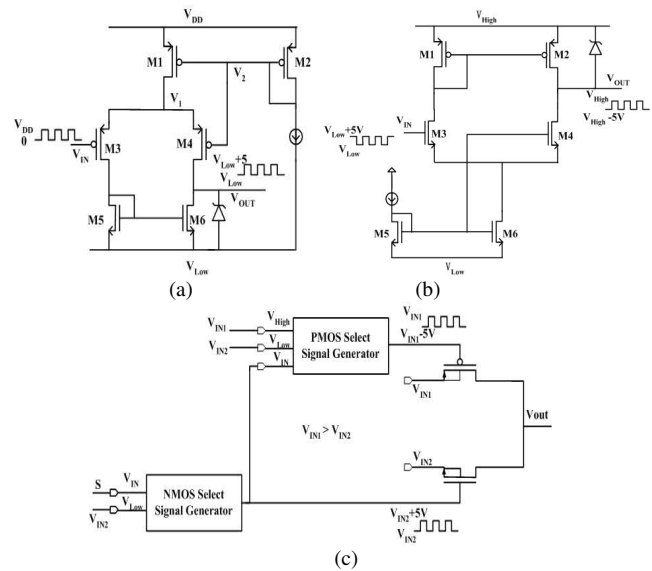 V_DD
M1
V_2
M2
V_1
V_DD
0
V_IN
M3
M4
V_Low+5
V_Low
V_OUT
M5
M6
V_Low
(a)
V_High
M1
M2
V_OUT
V_High
V_High -5V
V_IN
V_Low+5V
V_Low
M3
M4
M5
M6
V_Low
(b)
V_IN1
V_High
V_IN2
V_Low
V_IN
PMOS Select
Signal Generator
V_IN1
V_IN1-5V
V_IN1
V_IN1 > V_IN2
Vout
V_IN2
S
V_IN
V_IN2
V_Low
NMOS Select
Signal Generator
V_IN2+5V
V_IN2
(c)